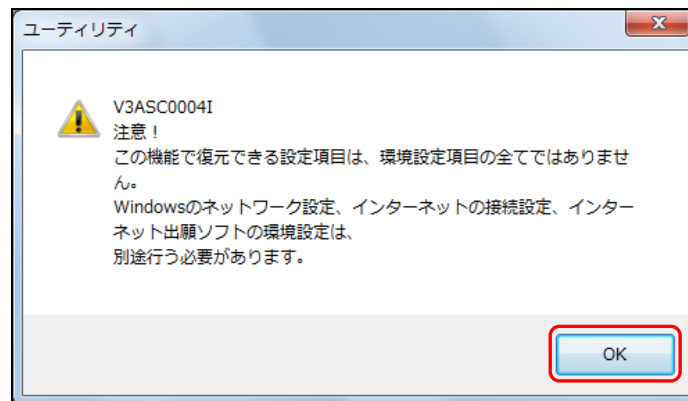 ユーティリティ
V3ASC0004I
注意！
この機能で復元できる設定項目は、環境設定項目の全てではありませ
ん。
Windowsのネットワーク設定、インターネットの接続設定、インター
ネット出願ソフトの環境設定は、
別途行う必要があります。
OK